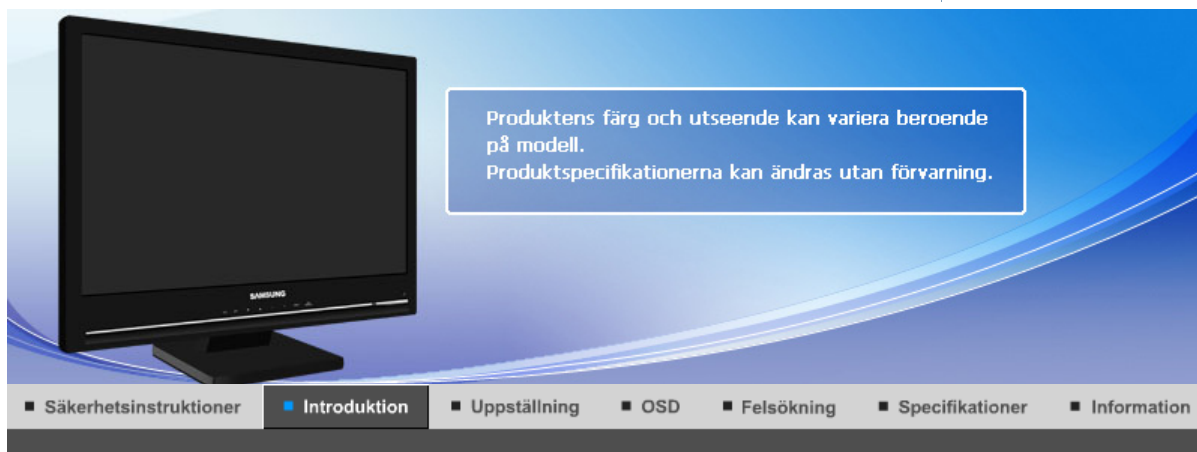 Produktens färg och utseende kan variera beroende
på modell.
Produktspecifikationerna kan ändras utan förvarning.
SAMSUNG
Säkerhetsinstruktioner
Introduktion
Uppställning
OSD
Felsökning
Specifikationer
Information